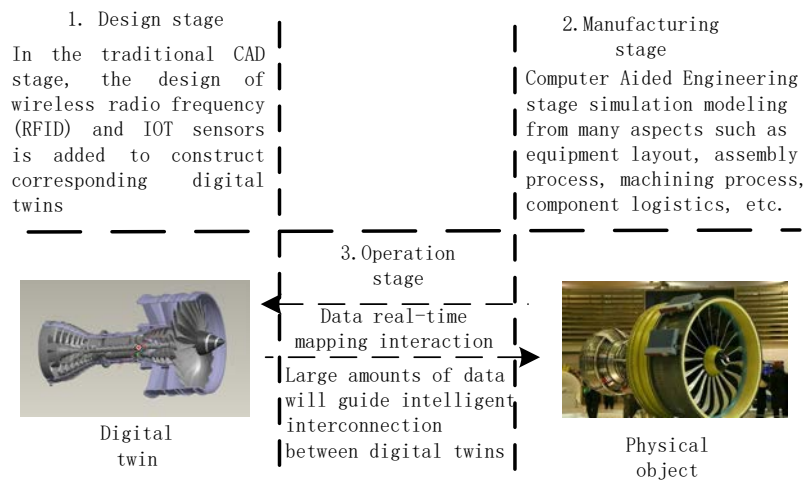 1. Design stage
In the traditional CAD
stage, the design of
wireless radio frequency
(RFID) and IOT sensors
is added to construct
corresponding digital
twins
2.Manufacturing
stage
Computer Aided Engineering
stage simulation modeling
from many aspects such as
equipment layout, assembly
process, machining process,
component logistics, etc.
3.Operation
stage
Data real-time
mapping interaction
Large amounts of data
will guide intelligent
interconnection
between digital twins
Digital
twin
Physical
object